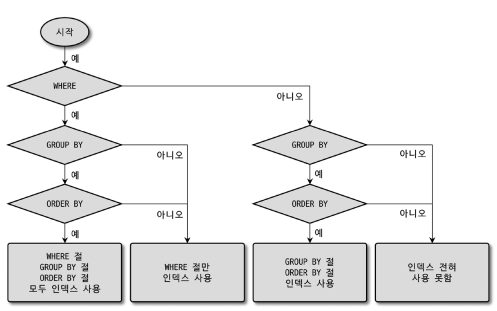 시작
예
WHERE
아니오
예
GROUP BY
아니오
예
ORDER BY
아니오
예
WHERE 절
GROUP BY 절
ORDER BY 절
모두 인덱스 사용
WHERE 절만
인덱스 사용
GROUP BY
아니오
예
ORDER BY
아니오
예
GROUP BY 절
ORDER BY 절
인덱스 사용
인덱스 전혀
사용 못함